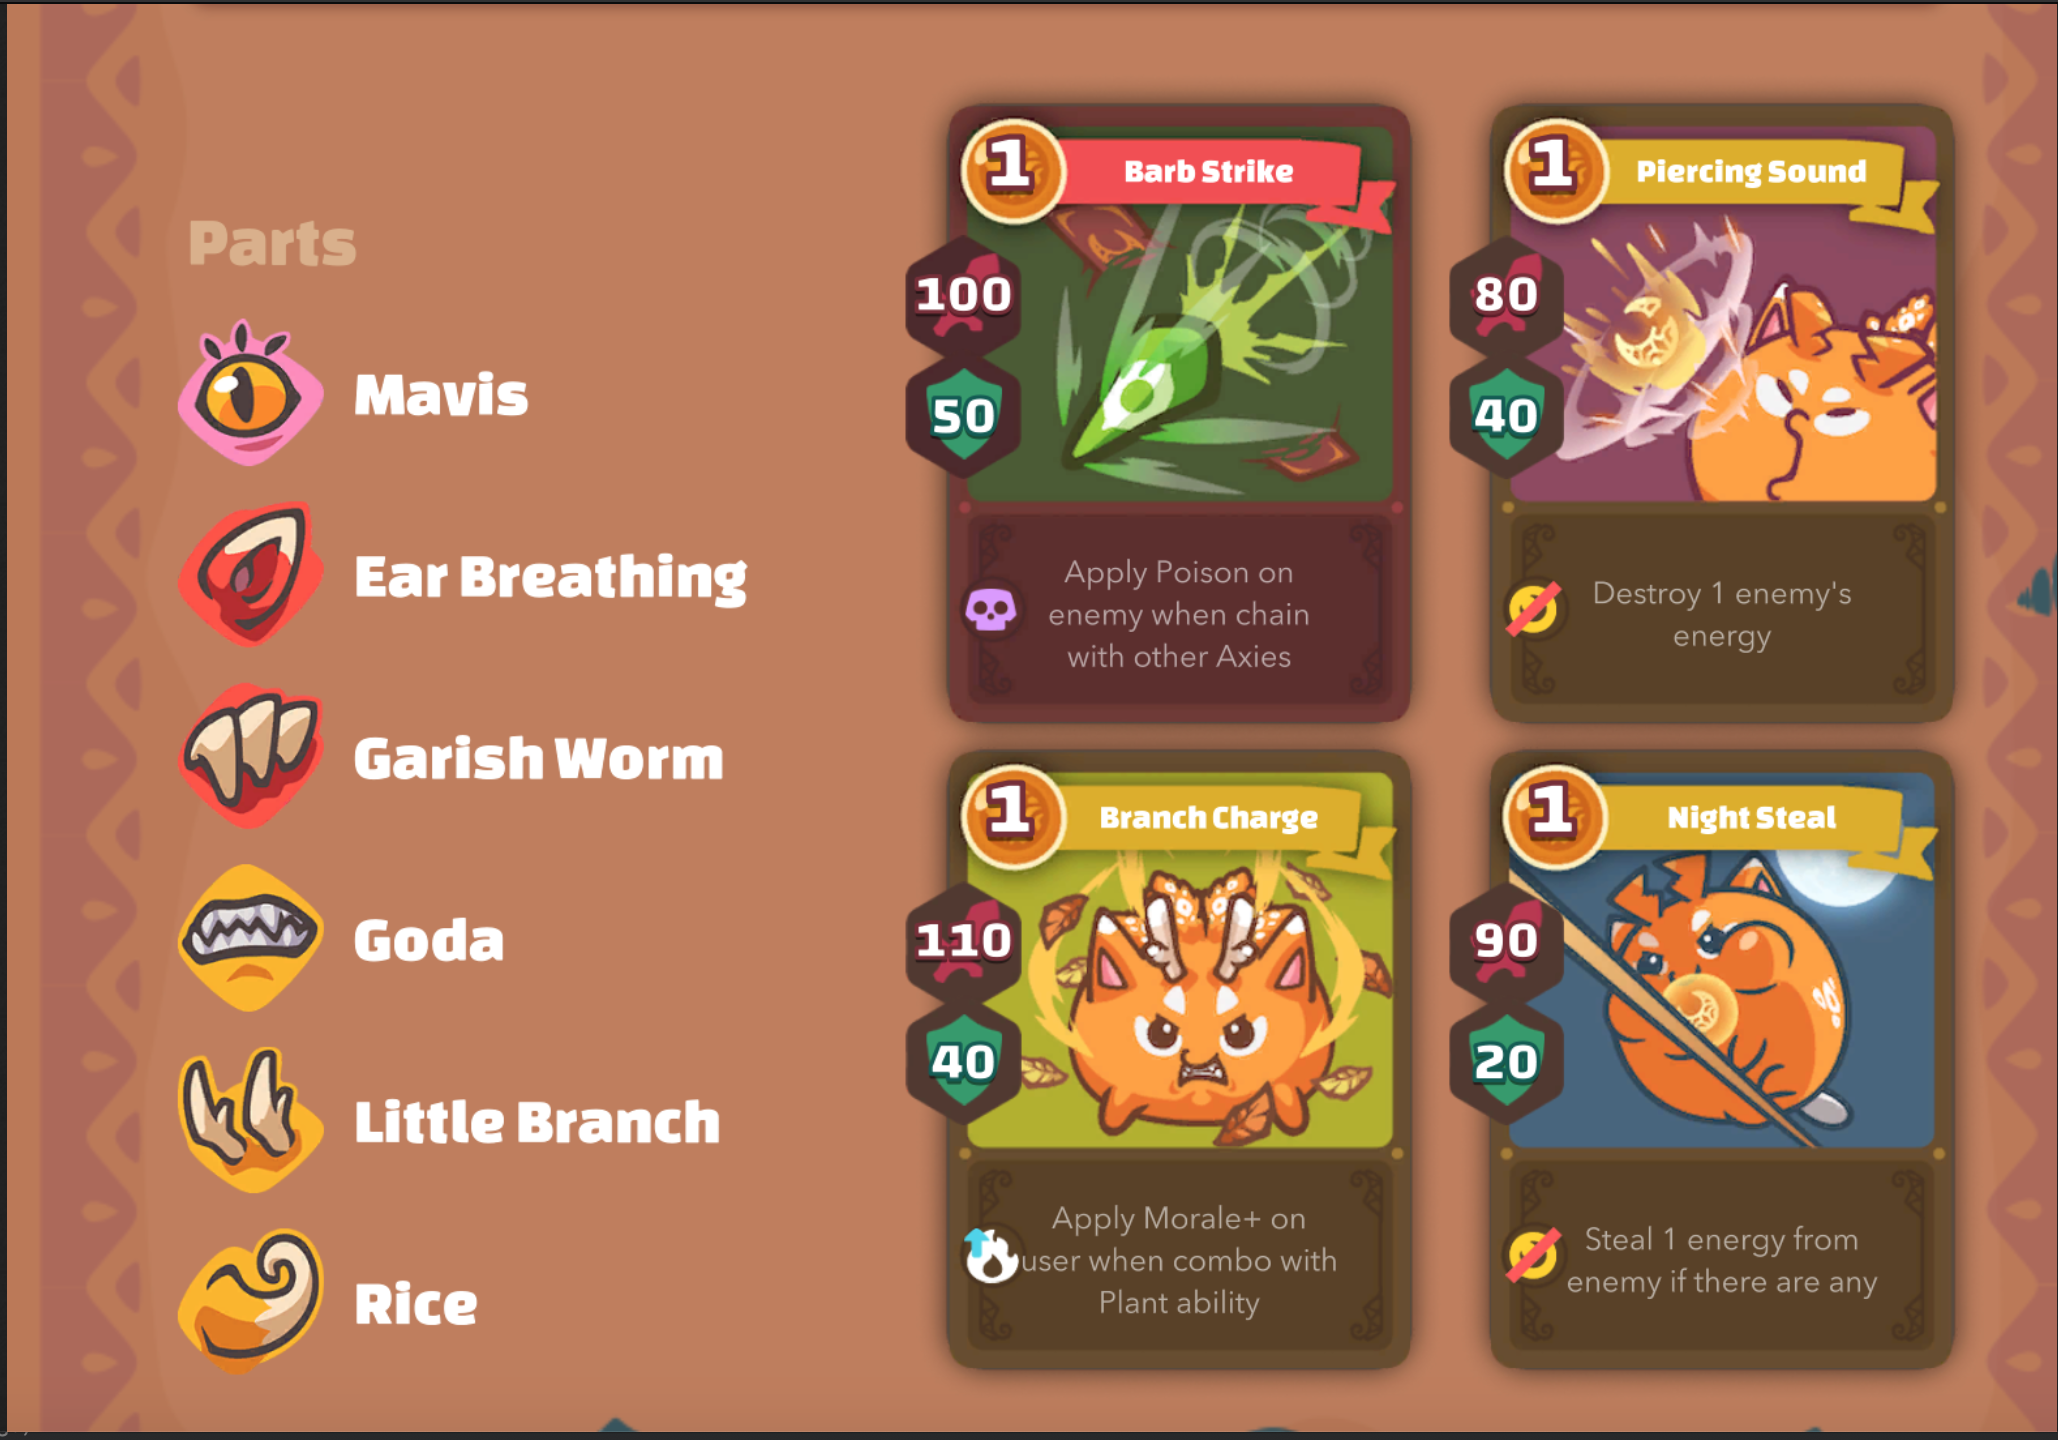 Parts
Mavis
Ear Breathing
Garish Worm
Goda
Little Branch
Rice
1
Barb Strike
100
50
Apply Poison on
enemy when chain
with other Axies
1
Piercing Sound
80
40
Destroy 1 enemy's
energy
1
Branch Charge
110
40
Apply Morale+ on
user when combo with
Plant ability
1
Night Steal
90
20
Steal 1 energy from
enemy if there are any